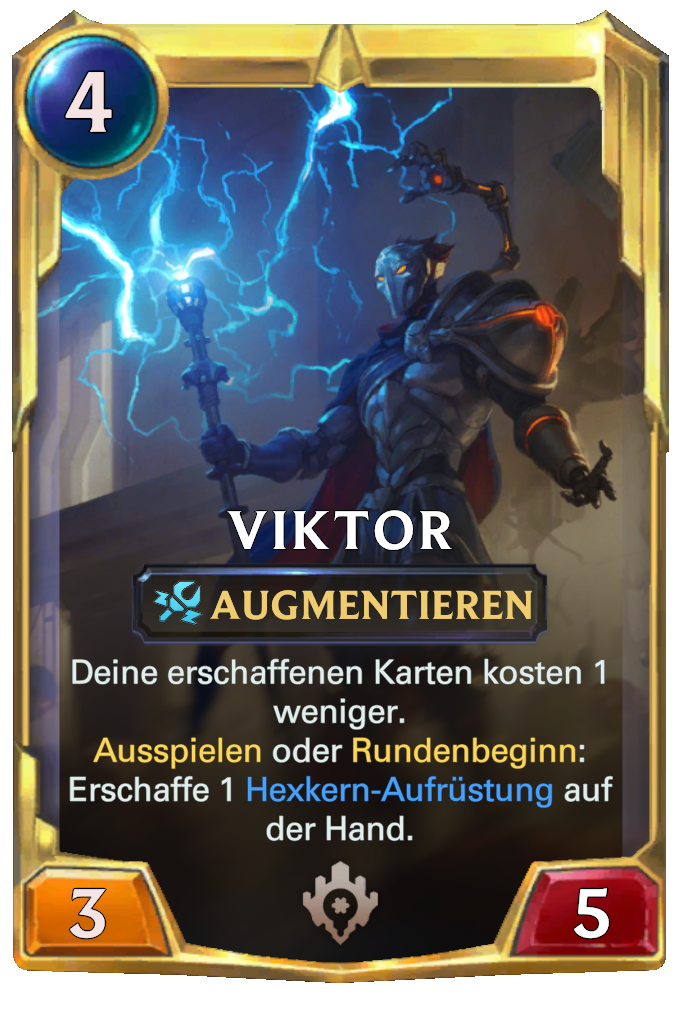 4
VIKTOR
AUGMENTIEREN
Deine erschaffenen Karten kosten 1
weniger.
Ausspielen oder Rundenbeginn:
Erschaffe 1 Hexkern-Aufrüstung auf
der Hand.
3
5